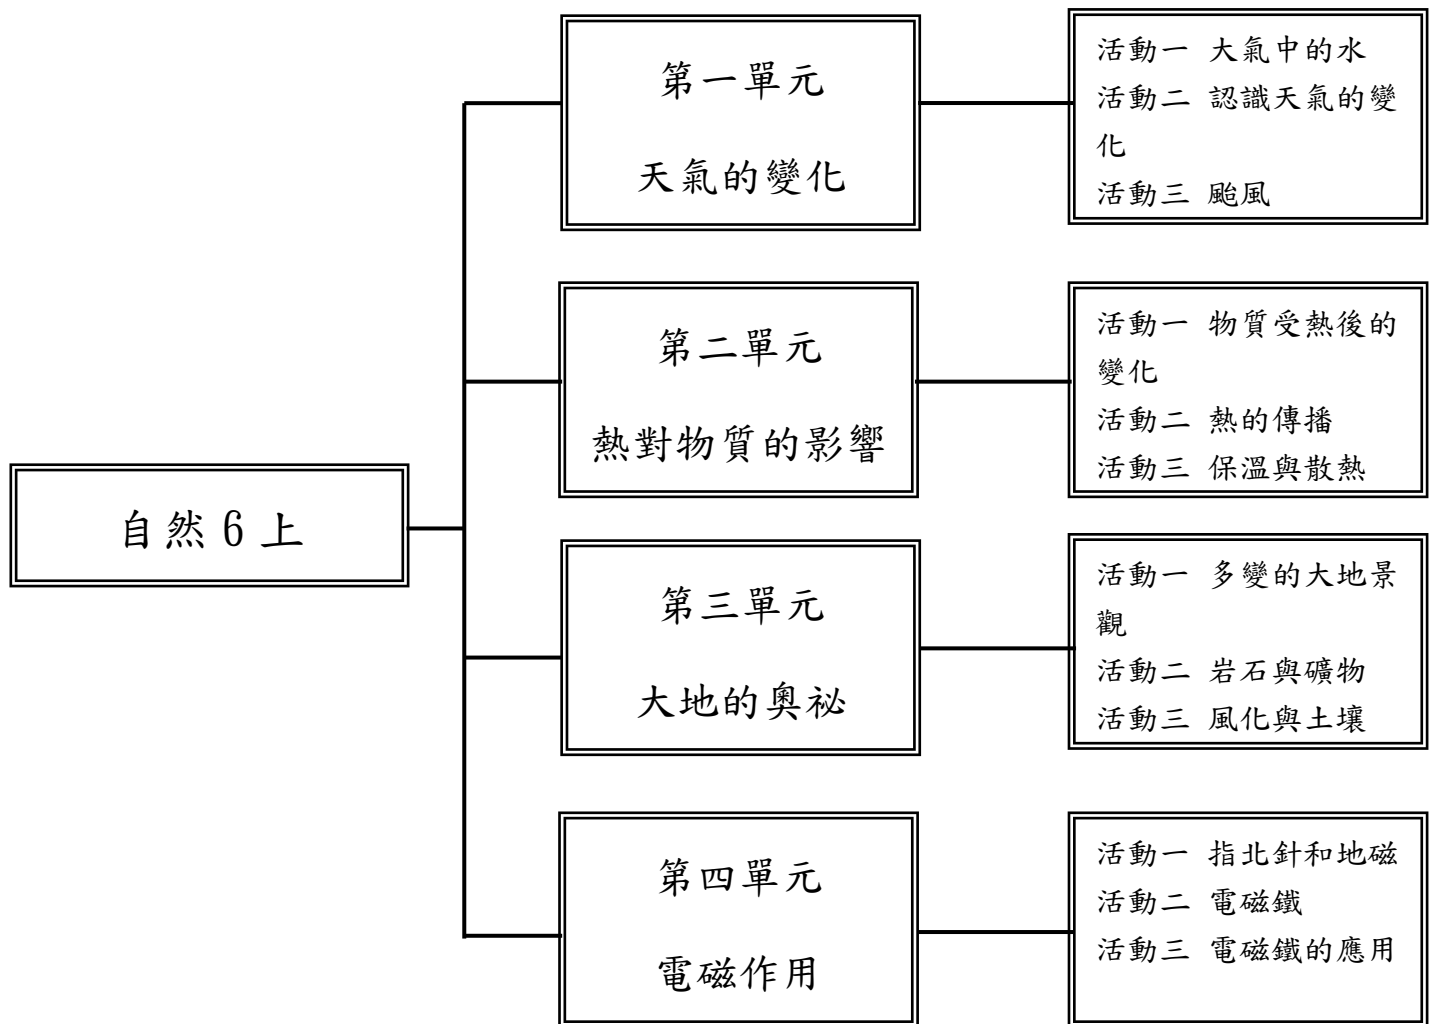 自然6上
第一單元
天氣的變化
活動一 大氣中的水
活動二 認識天氣的變
化
活動三 颱風
第二單元
熱對物質的影響
活動一 物質受熱後的
變化
活動二 熱的傳播
活動三 保溫與散熱
第三單元
大地的奧祕
活動一 多變的大地景
觀
活動二 岩石與礦物
活動三 風化與土壤
第四單元
電磁作用
活動一 指北針和地磁
活動二 電磁鐵
活動三 電磁鐵的應用